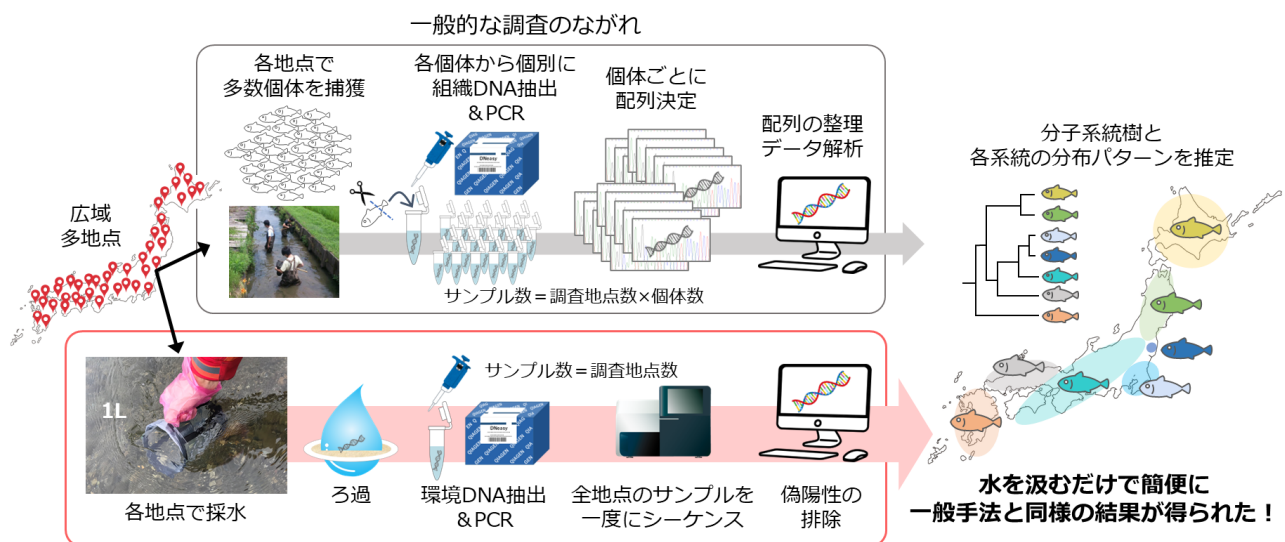 一般的な調査のながれ
各地点で
多数個体を捕獲
各個体から個別に
組織DNA抽出
＆PCR
個体ごとに
配列決定
配列の整理
データ解析
DNeasy
QIAGEN
サンプル数＝調査地点数×個体数
広域
多地点
分子系統樹と
各系統の分布パターンを推定
1L
各地点で採水
ろ過
サンプル数＝調査地点数
DNeasy
QIAGEN
環境DNA抽出
＆PCR
全地点のサンプルを
一度にシーケンス
偽陽性の
排除
水を汲むだけで簡便に
一般手法と同様の結果が得られた！